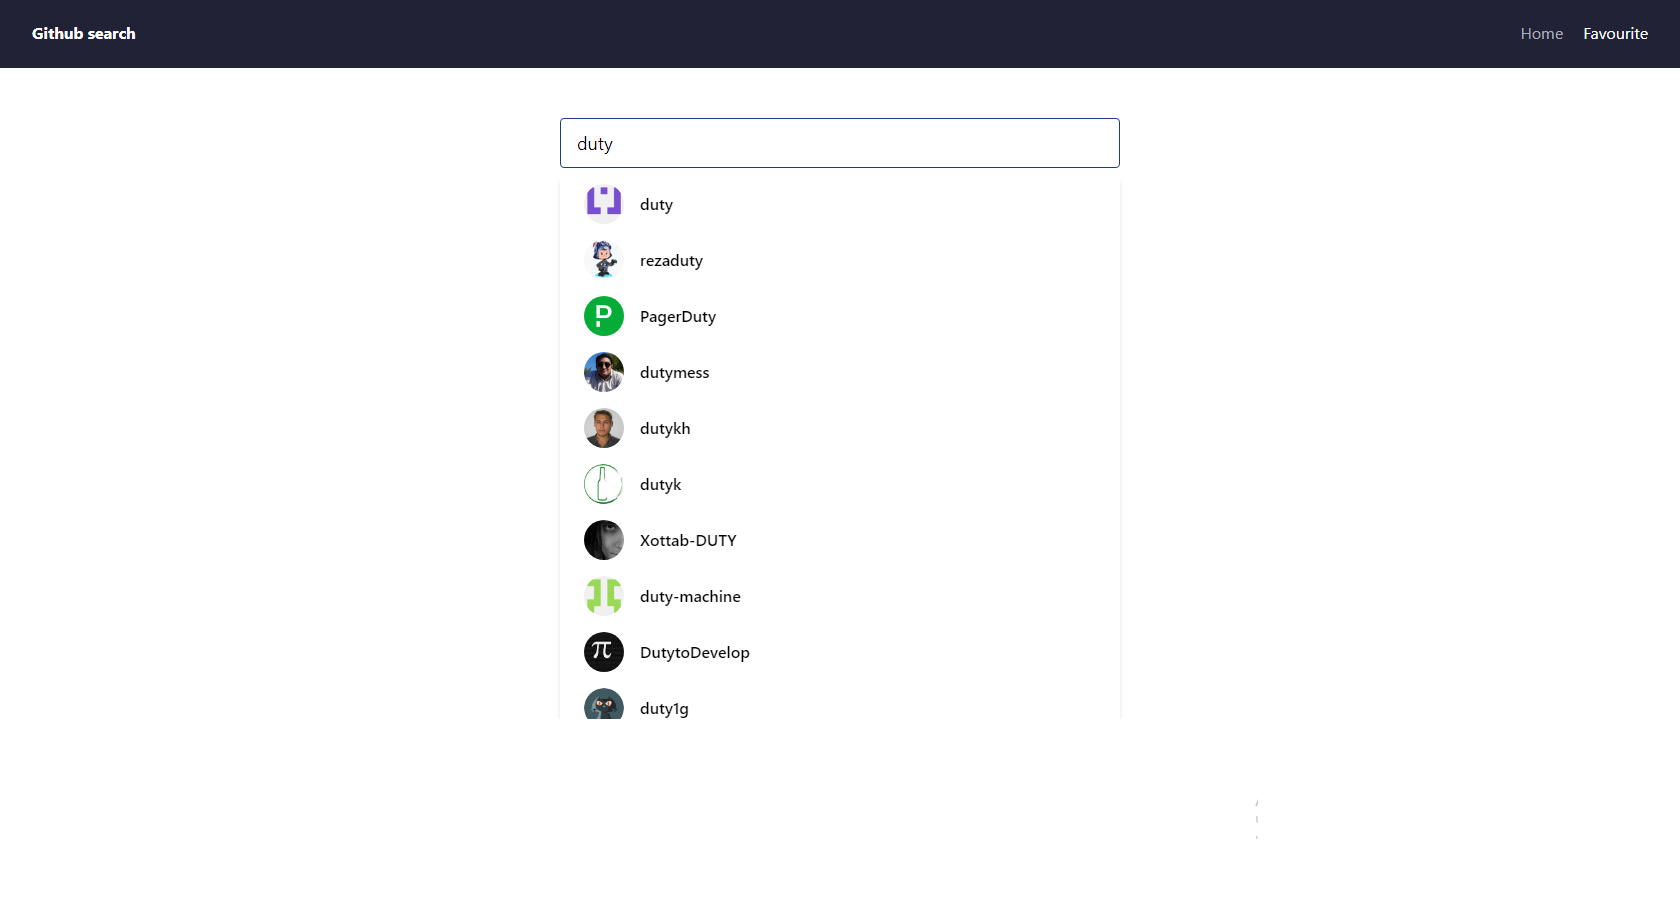 Github search
Home Favourite
duty
duty
rezaduty
PagerDuty
dutymess
dutykh
dutyk
Xottab-DUTY
duty-machine
DutytoDevelop
duty1g